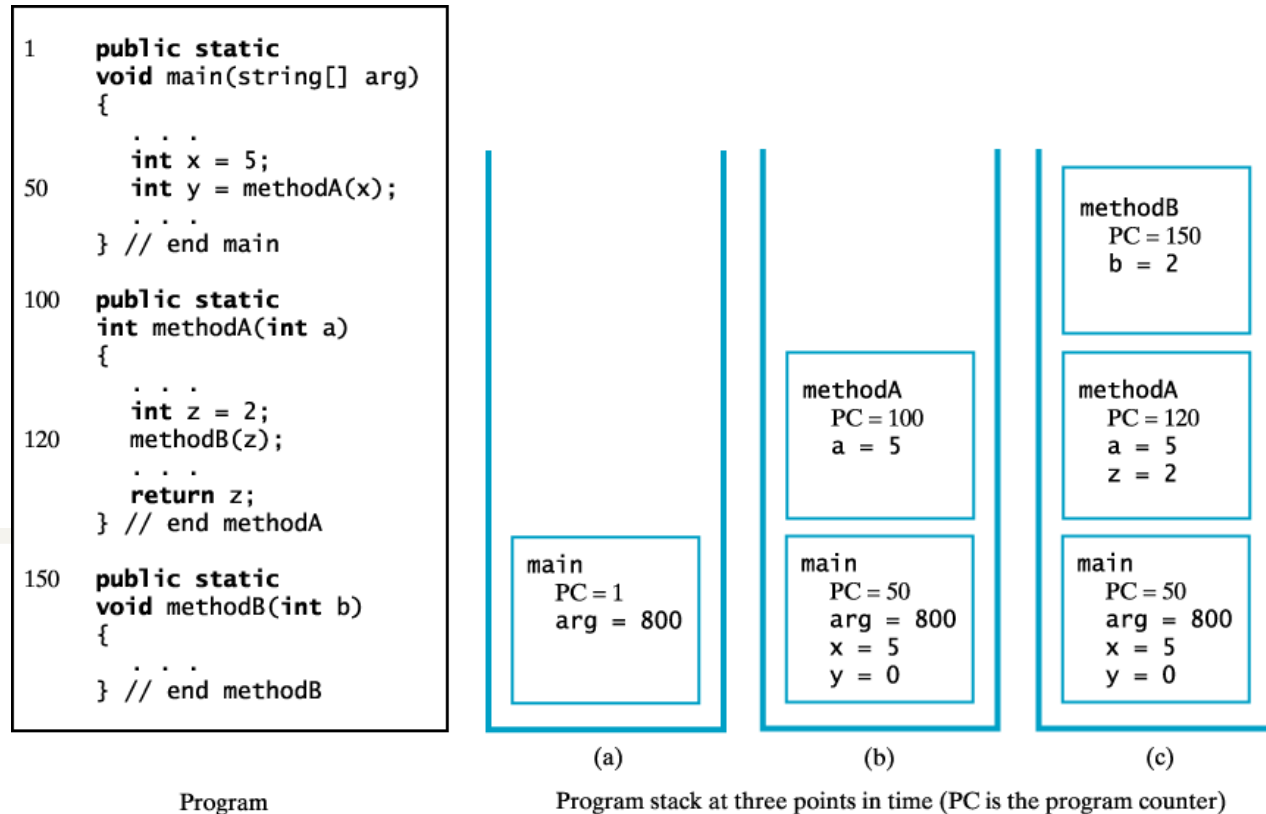 1 public static
void main(string[] arg)
{
. . .
int x = 5;
50 int y = methodA(x);
. . .
} // end main
100 public static
int methodA(int a)
{
. . .
int z = 2;
120 methodB(z);
. . .
return z;
} // end methodA
150 public static
void methodB(int b)
{
. . .
} // end methodB
Program
main
PC = 1
arg = 800
(a)
methodA
PC = 100
a = 5
main
PC = 50
arg = 800
x = 5
y = 0
(b)
methodB
PC = 150
b = 2
methodA
PC = 120
a = 5
z = 2
main
PC = 50
arg = 800
x = 5
y = 0
(c)
Program stack at three points in time (PC is the program counter)